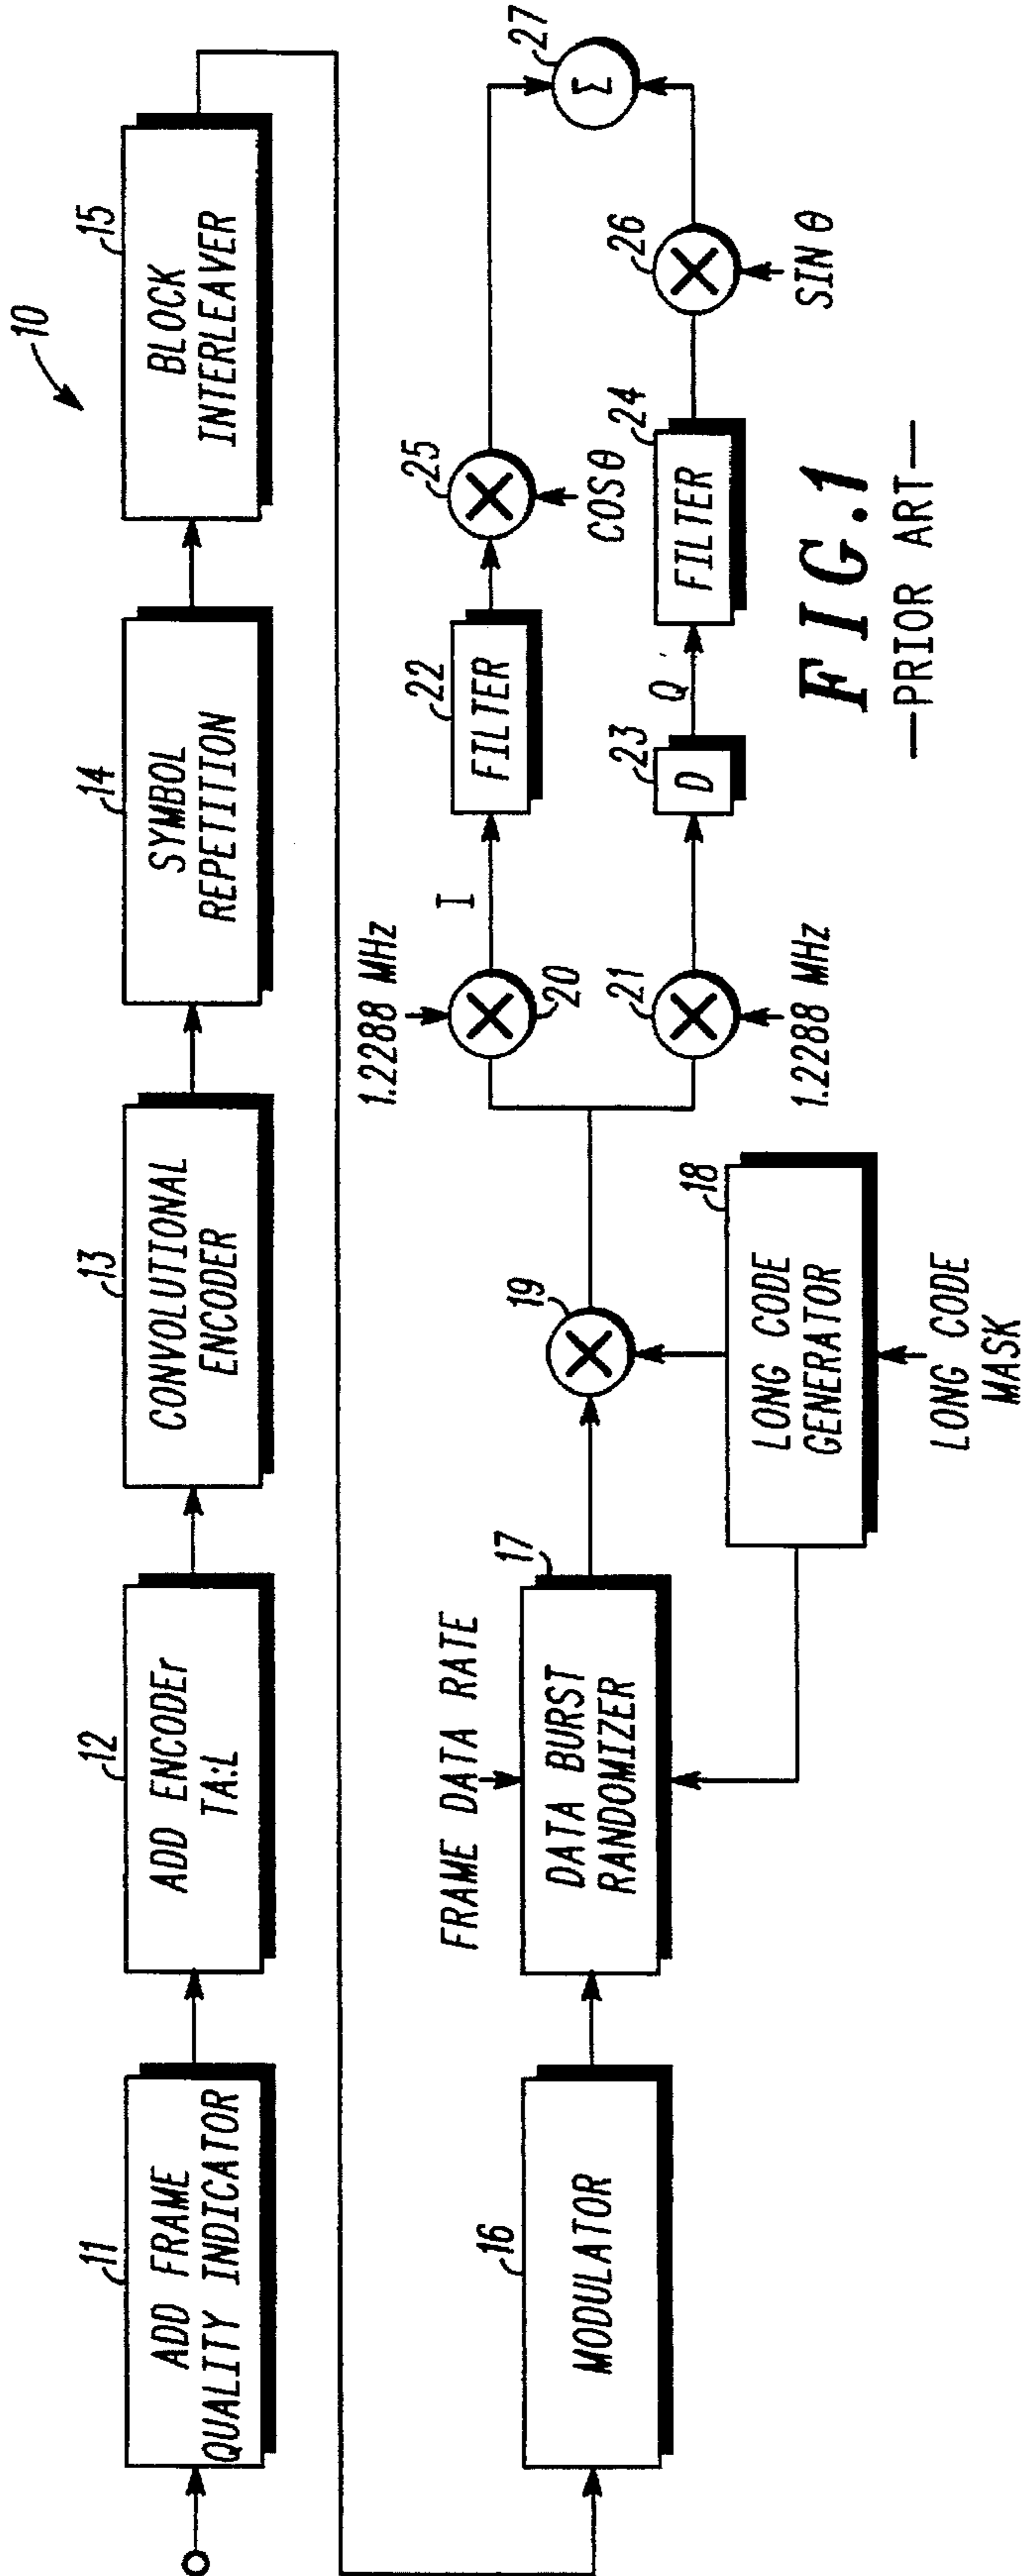 10
11
ADD FRAME
QUALITY INDICATOR
12
ADD ENCODEr
TA:L
13
CONVOLUTIONAL
ENCODER
14
SYMBOL
REPETITION
15
BLOCK
INTERLEAVER
16
MODULATOR
FRAME DATA RATE
17
DATA BURST
RANDOMIZER
19
18
LONG CODE
GENERATOR
LONG CODE
MASK
1.2288 MHz
20
I
22
FILTER
25
COS θ
27
Σ
21
1.2288 MHz
23
D
Q
24
FILTER
26
SIN θ
FIG.1
—PRIOR ART—